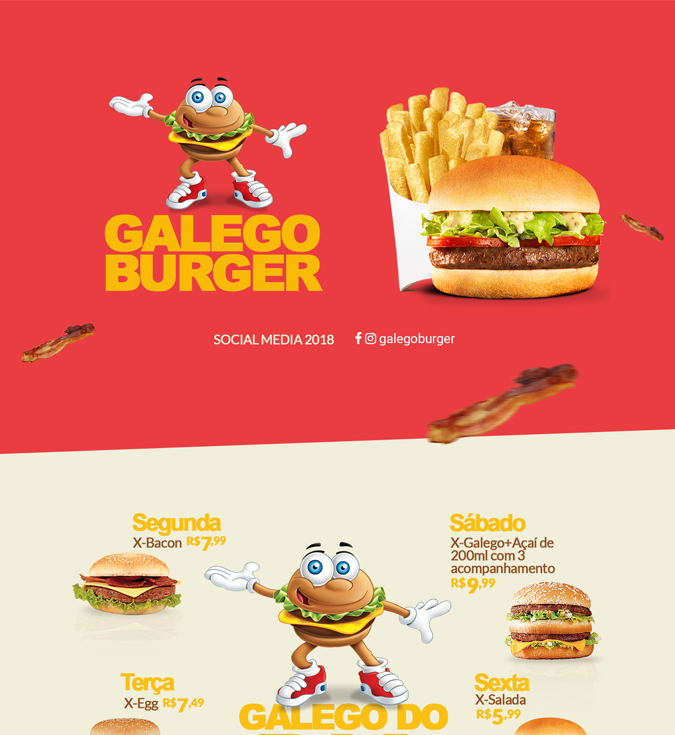 GALEGO
BURGER
SOCIAL MEDIA 2018
galegoburger
Segunda
X-Bacon R$7,99
Sábado
X-Galego+Açaí de
200ml com 3
acompanhamento
R$9,99
Terça
X-Egg R$7,49
Sexta
X-Salada
R$5,99
GALEGO DO